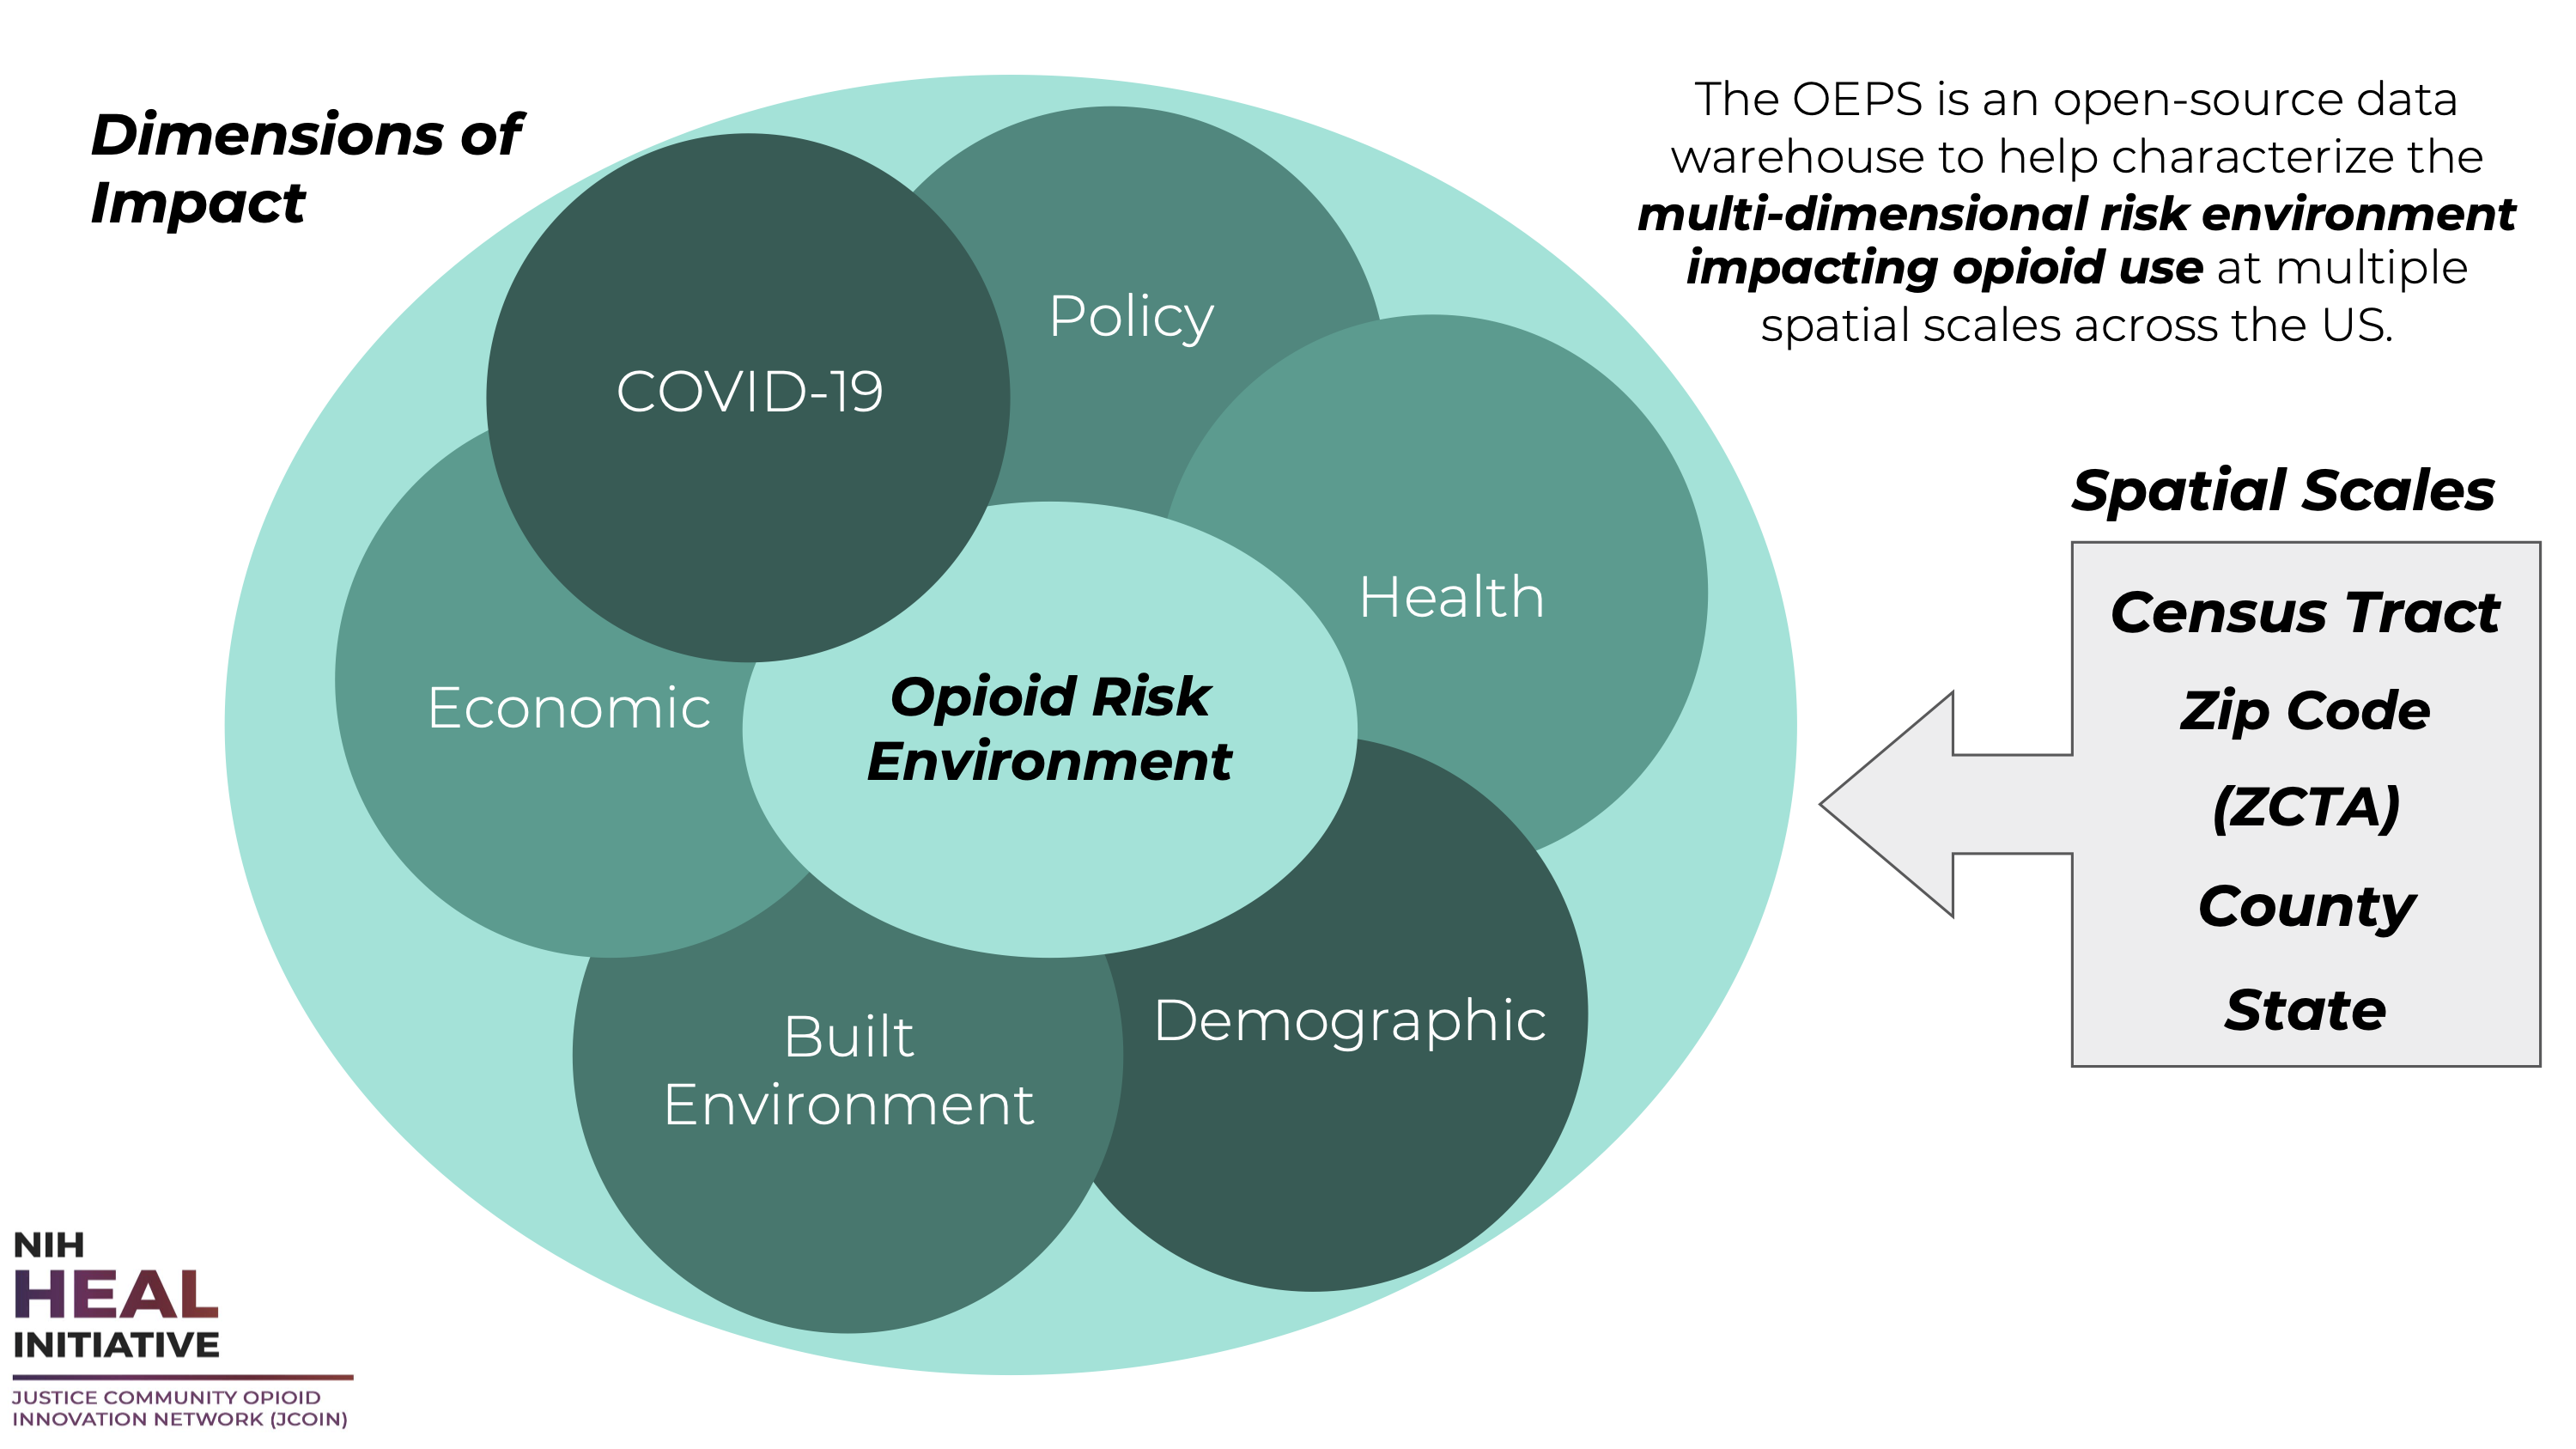 Dimensions of
Impact
The OEPS is an open-source data
warehouse to help characterize the
multi-dimensional risk environment
impacting opioid use at multiple
spatial scales across the US.
COVID-19
Policy
Health
Economic
Opioid Risk
Environment
Built
Environment
Demographic
Spatial Scales
Census Tract
Zip Code
(ZCTA)
County
State
NIH
HEAL
INITIATIVE
JUSTICE COMMUNITY OPIOID
INNOVATION NETWORK (JCOIN)